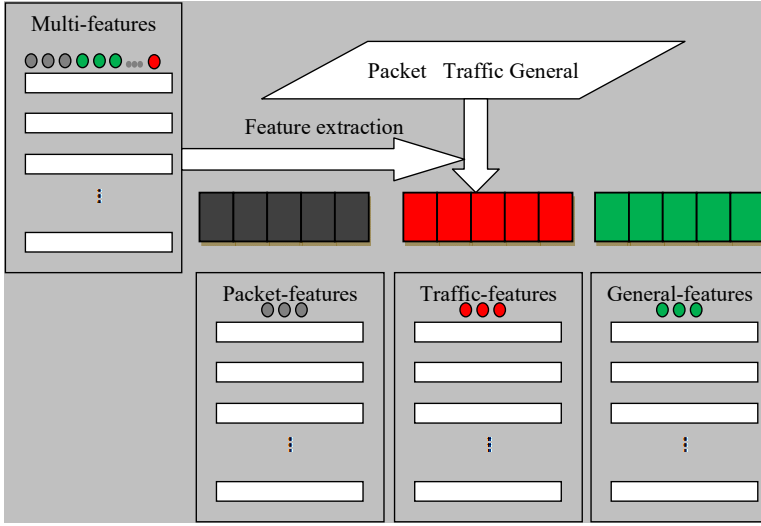 Multi-features
Packet Traffic General
Feature extraction
Packet-features
Traffic-features
General-features